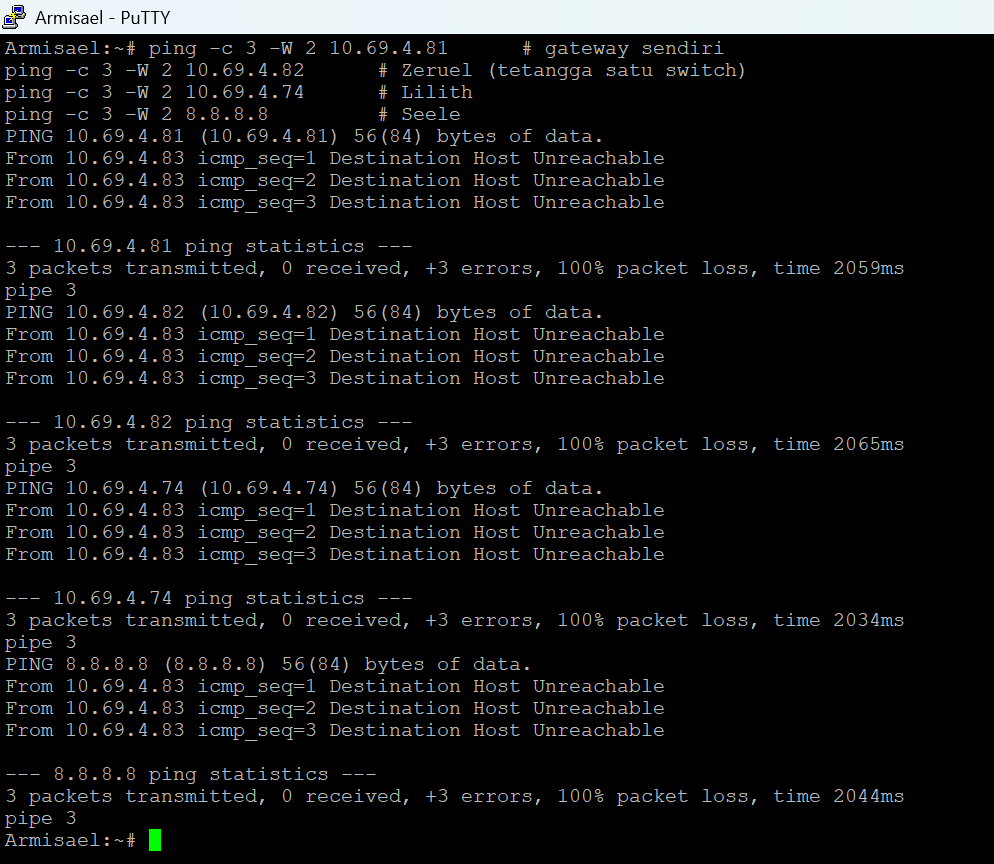 Armisael - PuTTY
Armisael:~# ping -c 3 -W 2 10.69.4.81      # gateway sendiri
ping -c 3 -W 2 10.69.4.82      # Zeruel (tetangga satu switch)
ping -c 3 -W 2 10.69.4.74      # Lilith
ping -c 3 -W 2 8.8.8.8         # Seele
PING 10.69.4.81 (10.69.4.81) 56(84) bytes of data.
From 10.69.4.83 icmp_seq=1 Destination Host Unreachable
From 10.69.4.83 icmp_seq=2 Destination Host Unreachable
From 10.69.4.83 icmp_seq=3 Destination Host Unreachable

--- 10.69.4.81 ping statistics ---
3 packets transmitted, 0 received, +3 errors, 100% packet loss, time 2059ms
pipe 3
PING 10.69.4.82 (10.69.4.82) 56(84) bytes of data.
From 10.69.4.83 icmp_seq=1 Destination Host Unreachable
From 10.69.4.83 icmp_seq=2 Destination Host Unreachable
From 10.69.4.83 icmp_seq=3 Destination Host Unreachable

--- 10.69.4.82 ping statistics ---
3 packets transmitted, 0 received, +3 errors, 100% packet loss, time 2065ms
pipe 3
PING 10.69.4.74 (10.69.4.74) 56(84) bytes of data.
From 10.69.4.83 icmp_seq=1 Destination Host Unreachable
From 10.69.4.83 icmp_seq=2 Destination Host Unreachable
From 10.69.4.83 icmp_seq=3 Destination Host Unreachable

--- 10.69.4.74 ping statistics ---
3 packets transmitted, 0 received, +3 errors, 100% packet loss, time 2034ms
pipe 3
PING 8.8.8.8 (8.8.8.8) 56(84) bytes of data.
From 10.69.4.83 icmp_seq=1 Destination Host Unreachable
From 10.69.4.83 icmp_seq=2 Destination Host Unreachable
From 10.69.4.83 icmp_seq=3 Destination Host Unreachable

--- 8.8.8.8 ping statistics ---
3 packets transmitted, 0 received, +3 errors, 100% packet loss, time 2044ms
pipe 3
Armisael:~#